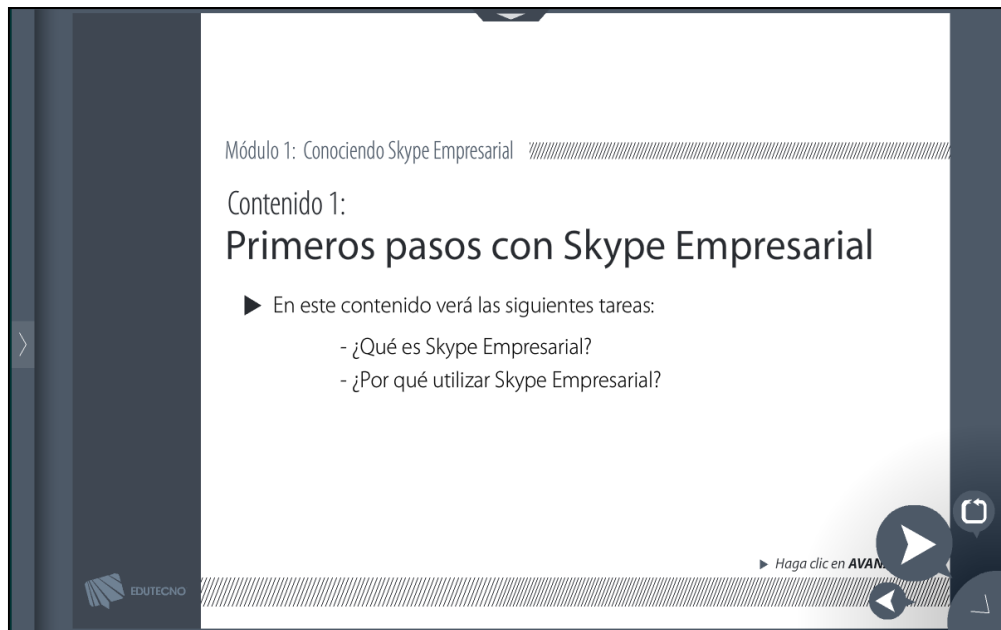 Módulo 1: Conociendo Skype Empresarial
Contenido 1:
Primeros pasos con Skype Empresarial
En este contenido verá las siguientes tareas:
- ¿Qué es Skype Empresarial?
- ¿Por qué utilizar Skype Empresarial?
Haga clic en
EDUTECNO